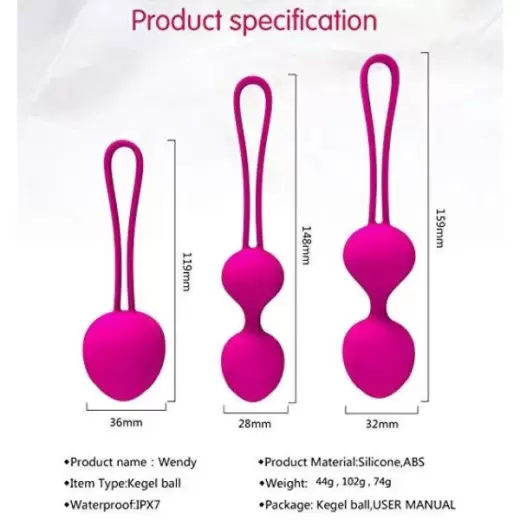 Product specification
119mm
148mm
159mm
36mm
28mm
32mm
•Product name：Wendy
•Item Type:Kegel ball
•Waterproof:IPX7
•Product Material:Silicone,ABS
•Weight: 44g , 102g , 74g
•Package: Kegel ball,USER MANUAL